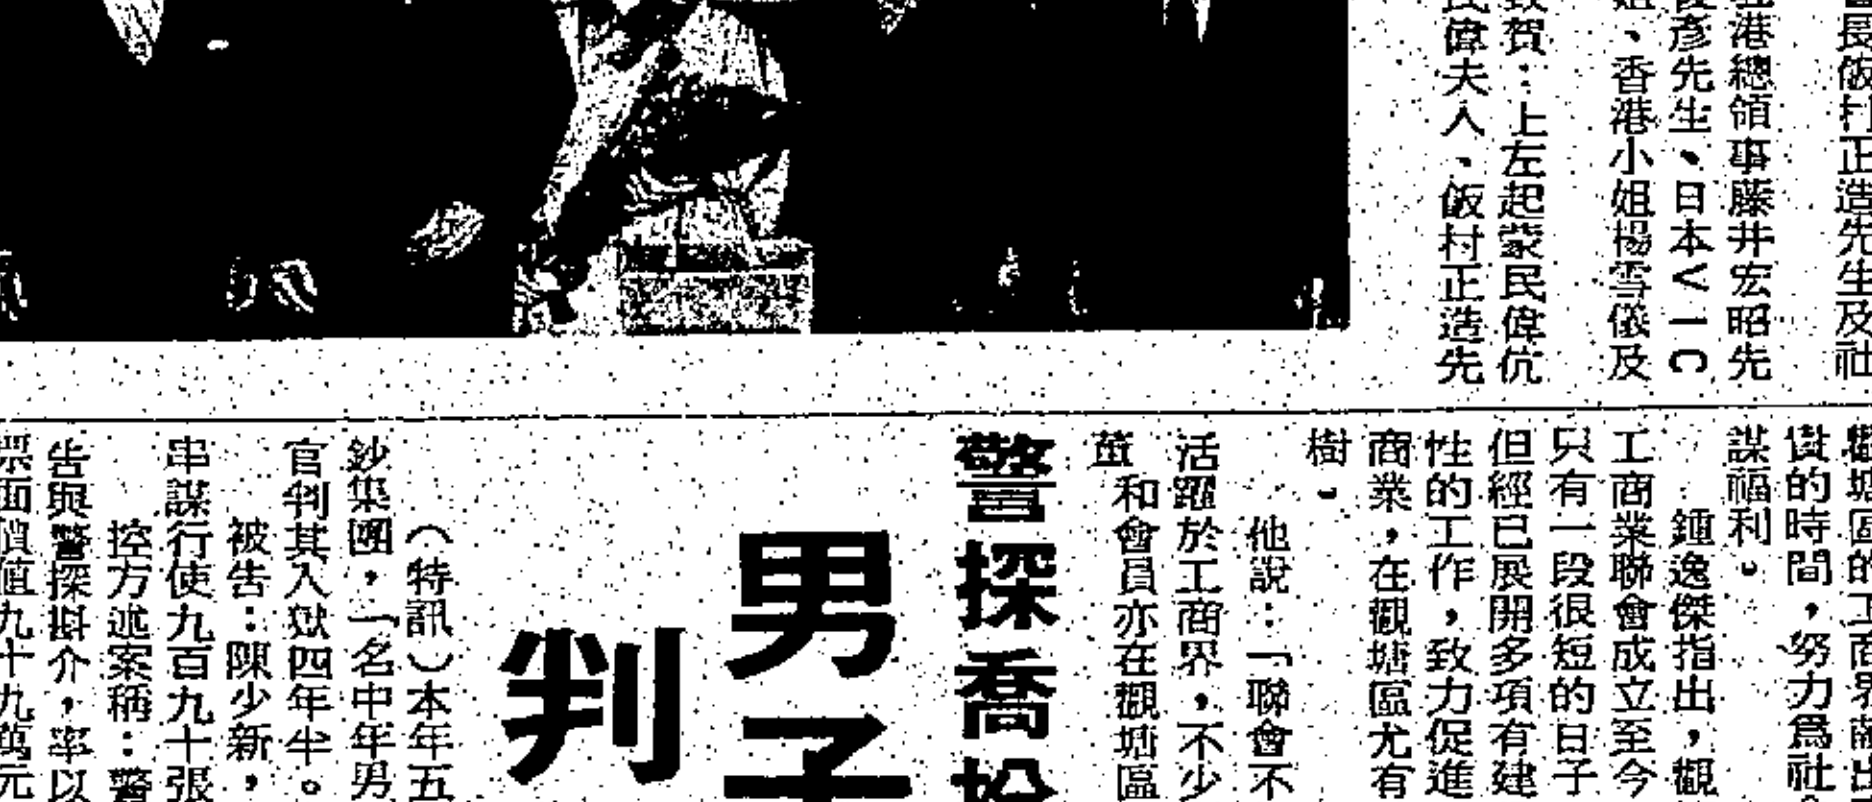 長飯村正造先生及社
港總領事藤井宏昭先
彥先生、日本VIC
、香港小姐楊雪儀及
致賀：上左起蒙民偉伉
民偉夫人、飯村正造先
塘區的工商界
的時間，努力爲社
謀福利。
鍾逸傑指出，觀
工商業聯會成立至今
只有一段很短的日子
但經已展開多項有建
性的工作，致力促進
商業，在觀塘區尤有
樹。
他說：「聯會不
活躍於工商界，不少
董和會員亦在觀塘區
警探喬扮
男子
判
（特訊）本年五
鈔集團，一名中年男
官判其入獄四年半。
被告：陳少新，
串謀行使九百九十張
控方述案稱：警
告與警探斟介，率以
票面價值九十九萬元